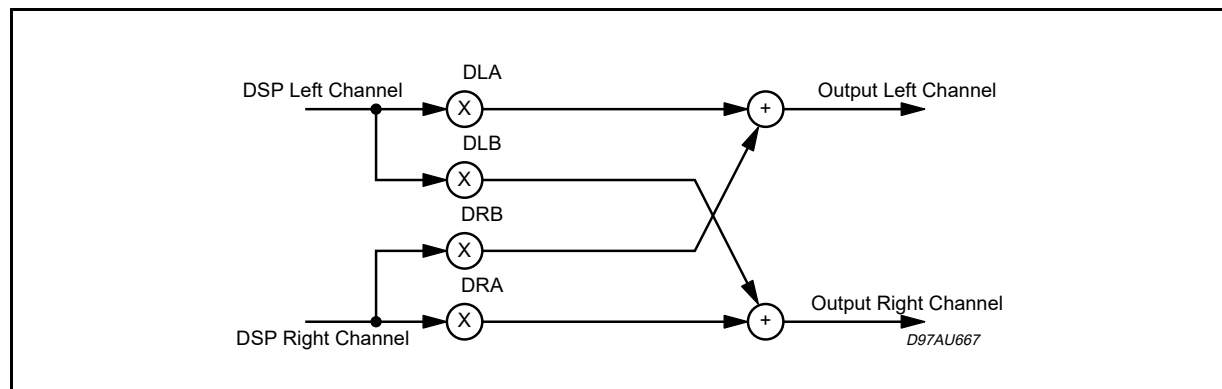 DLA
DSP Left Channel
Output Left Channel
X
+
DLB
X
DRB
X
DRA
Output Right Channel
X
+
DSP Right Channel
D97AU667